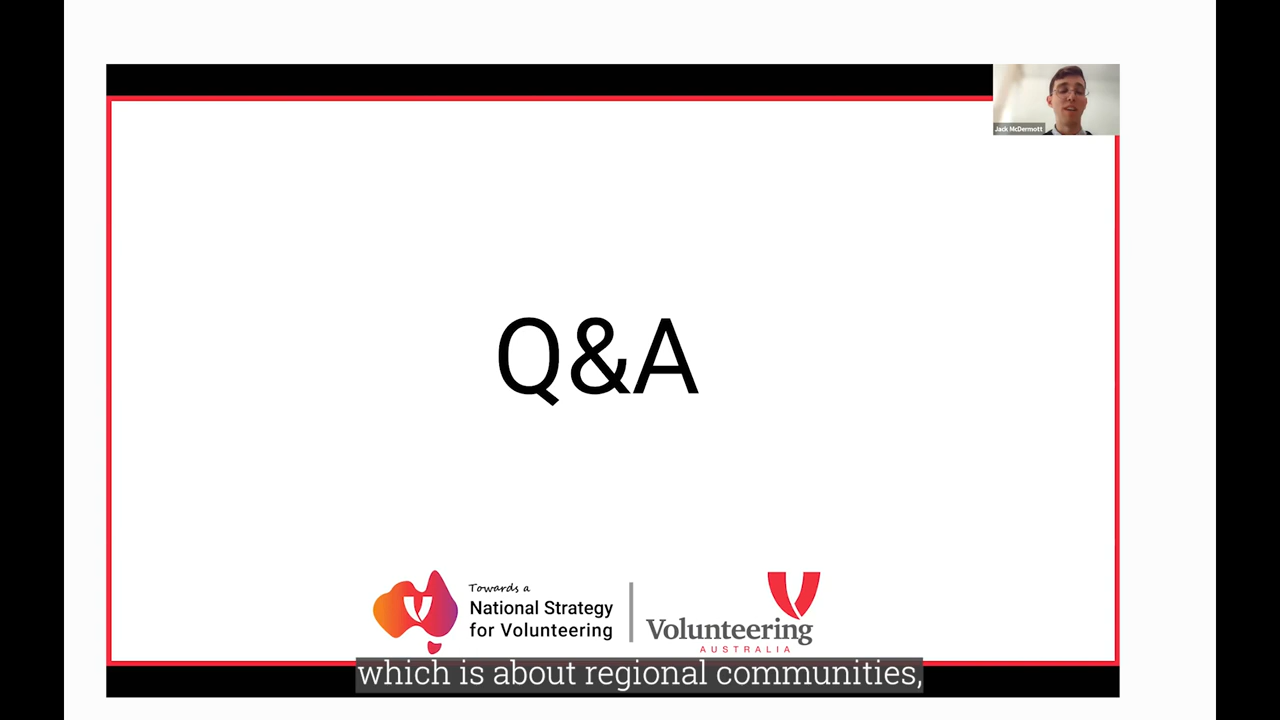 Jack McDermott
Q&A
Towards a
National Strategy
for Volunteering
Volunteering
AUSTRALIA
which is about regional communities,